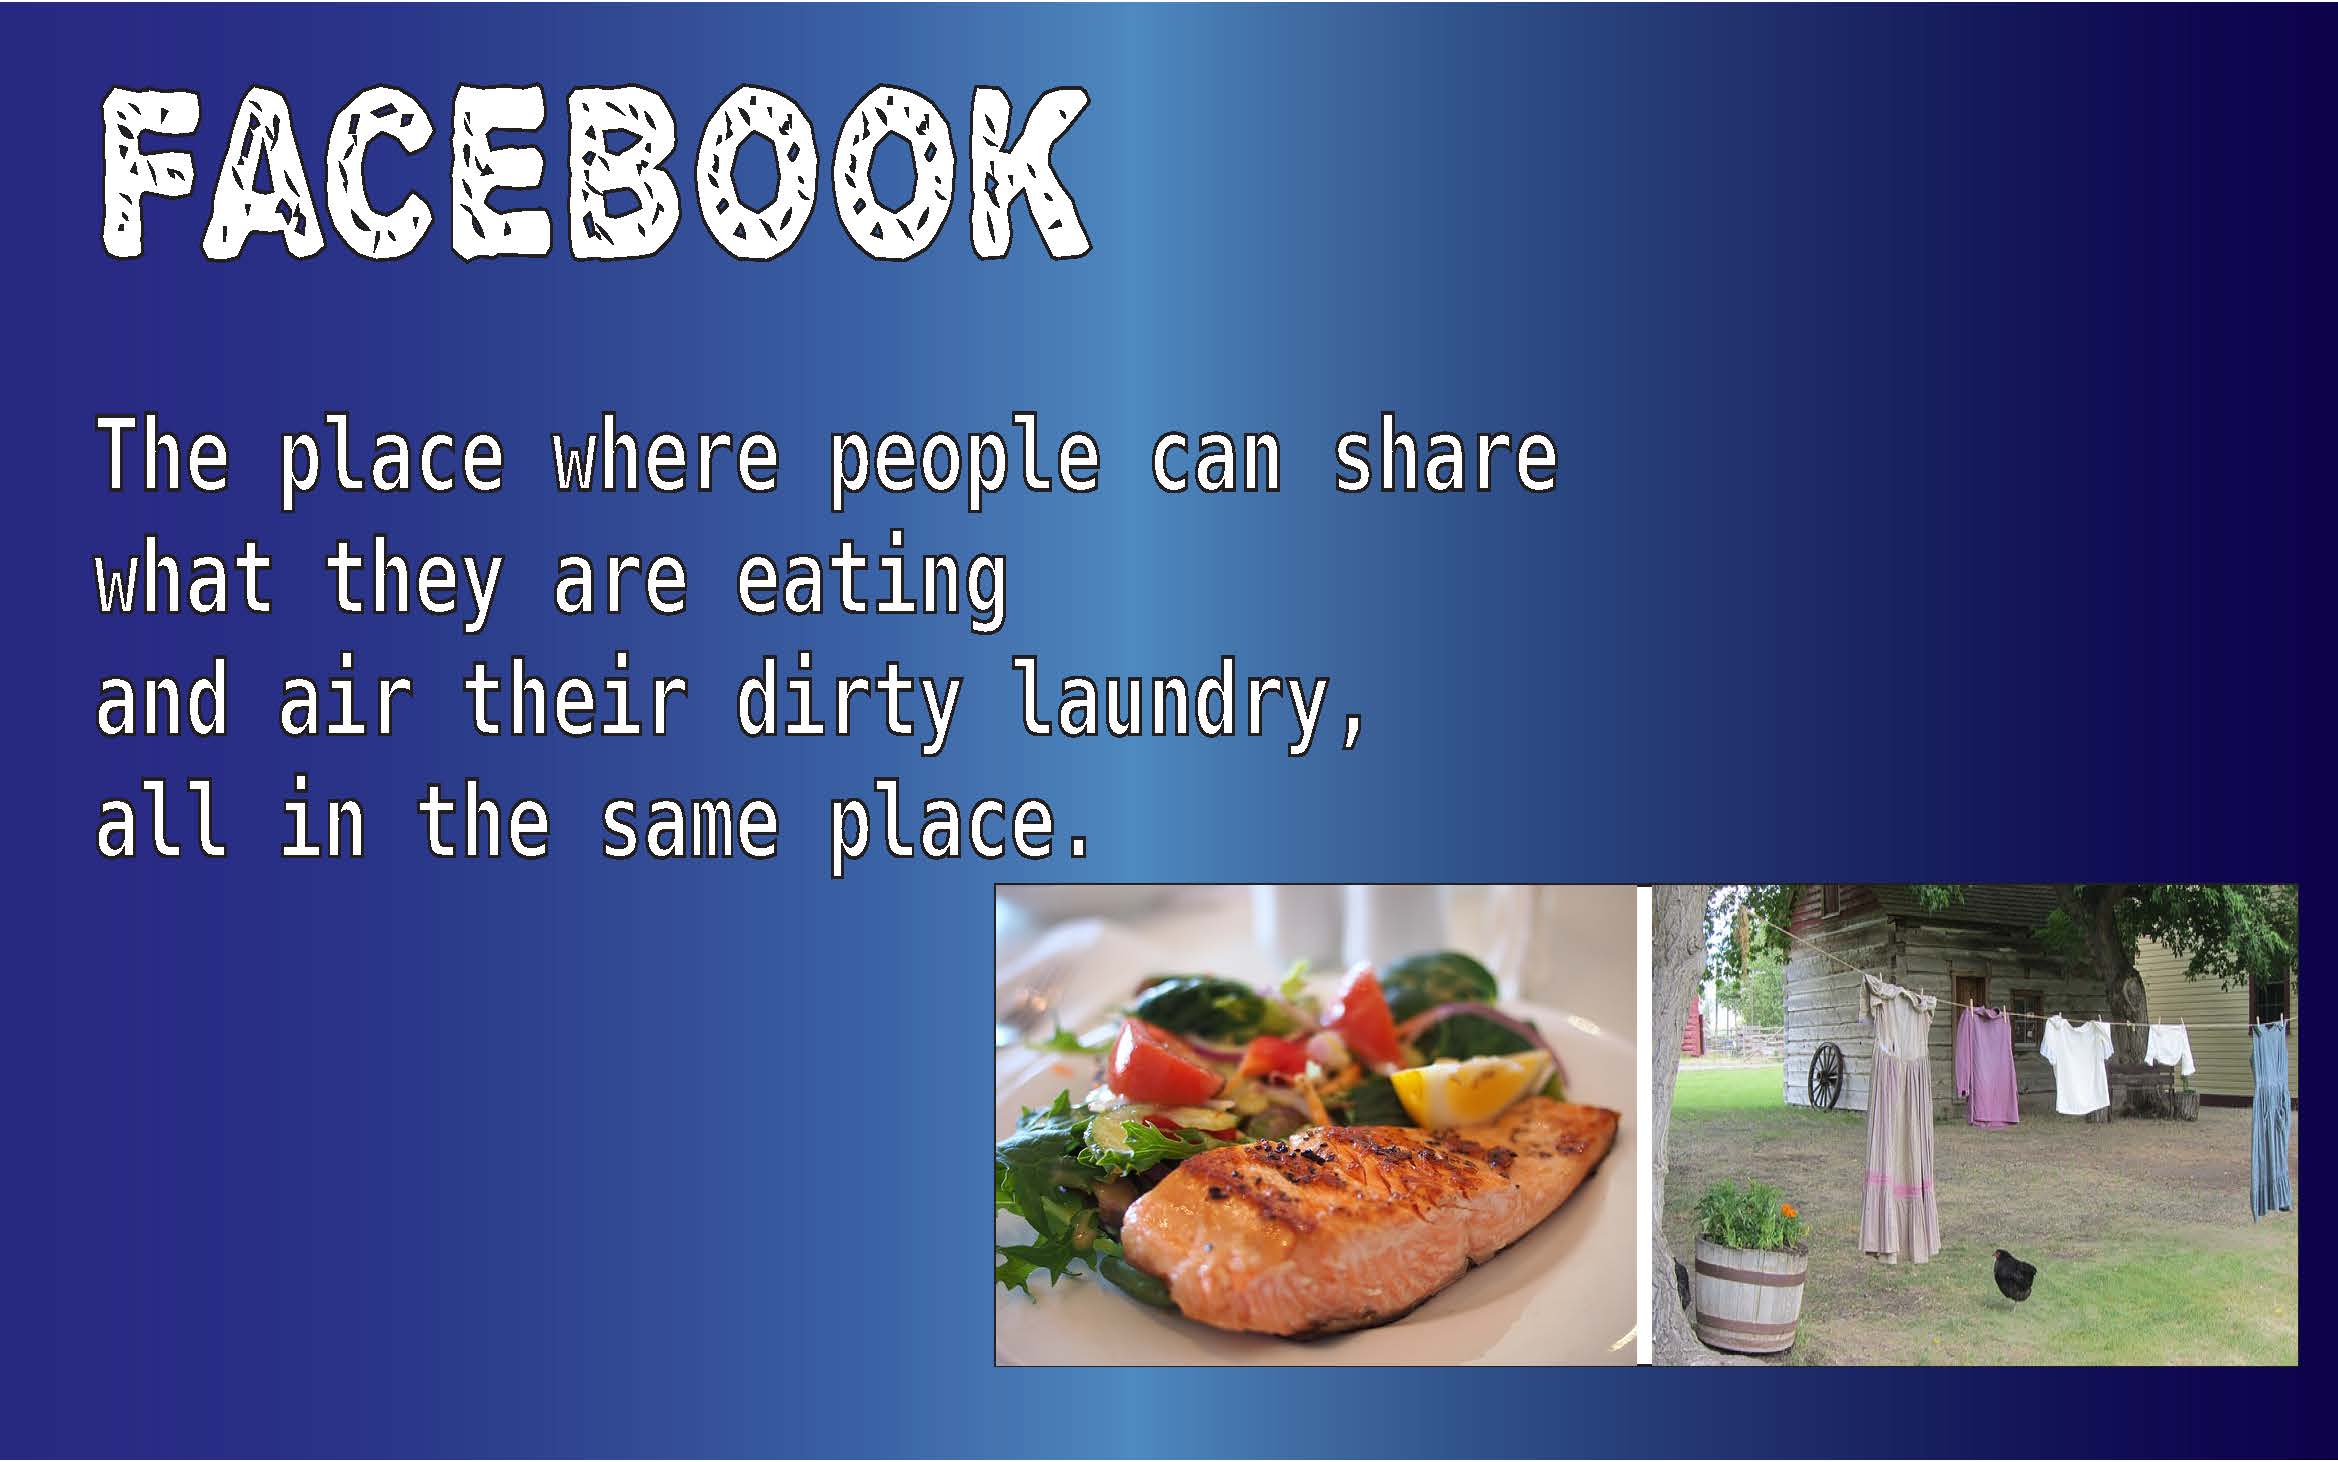 FACEBOOK
The place where people can share
what they are eating
and air their dirty laundry,
all in the same place.